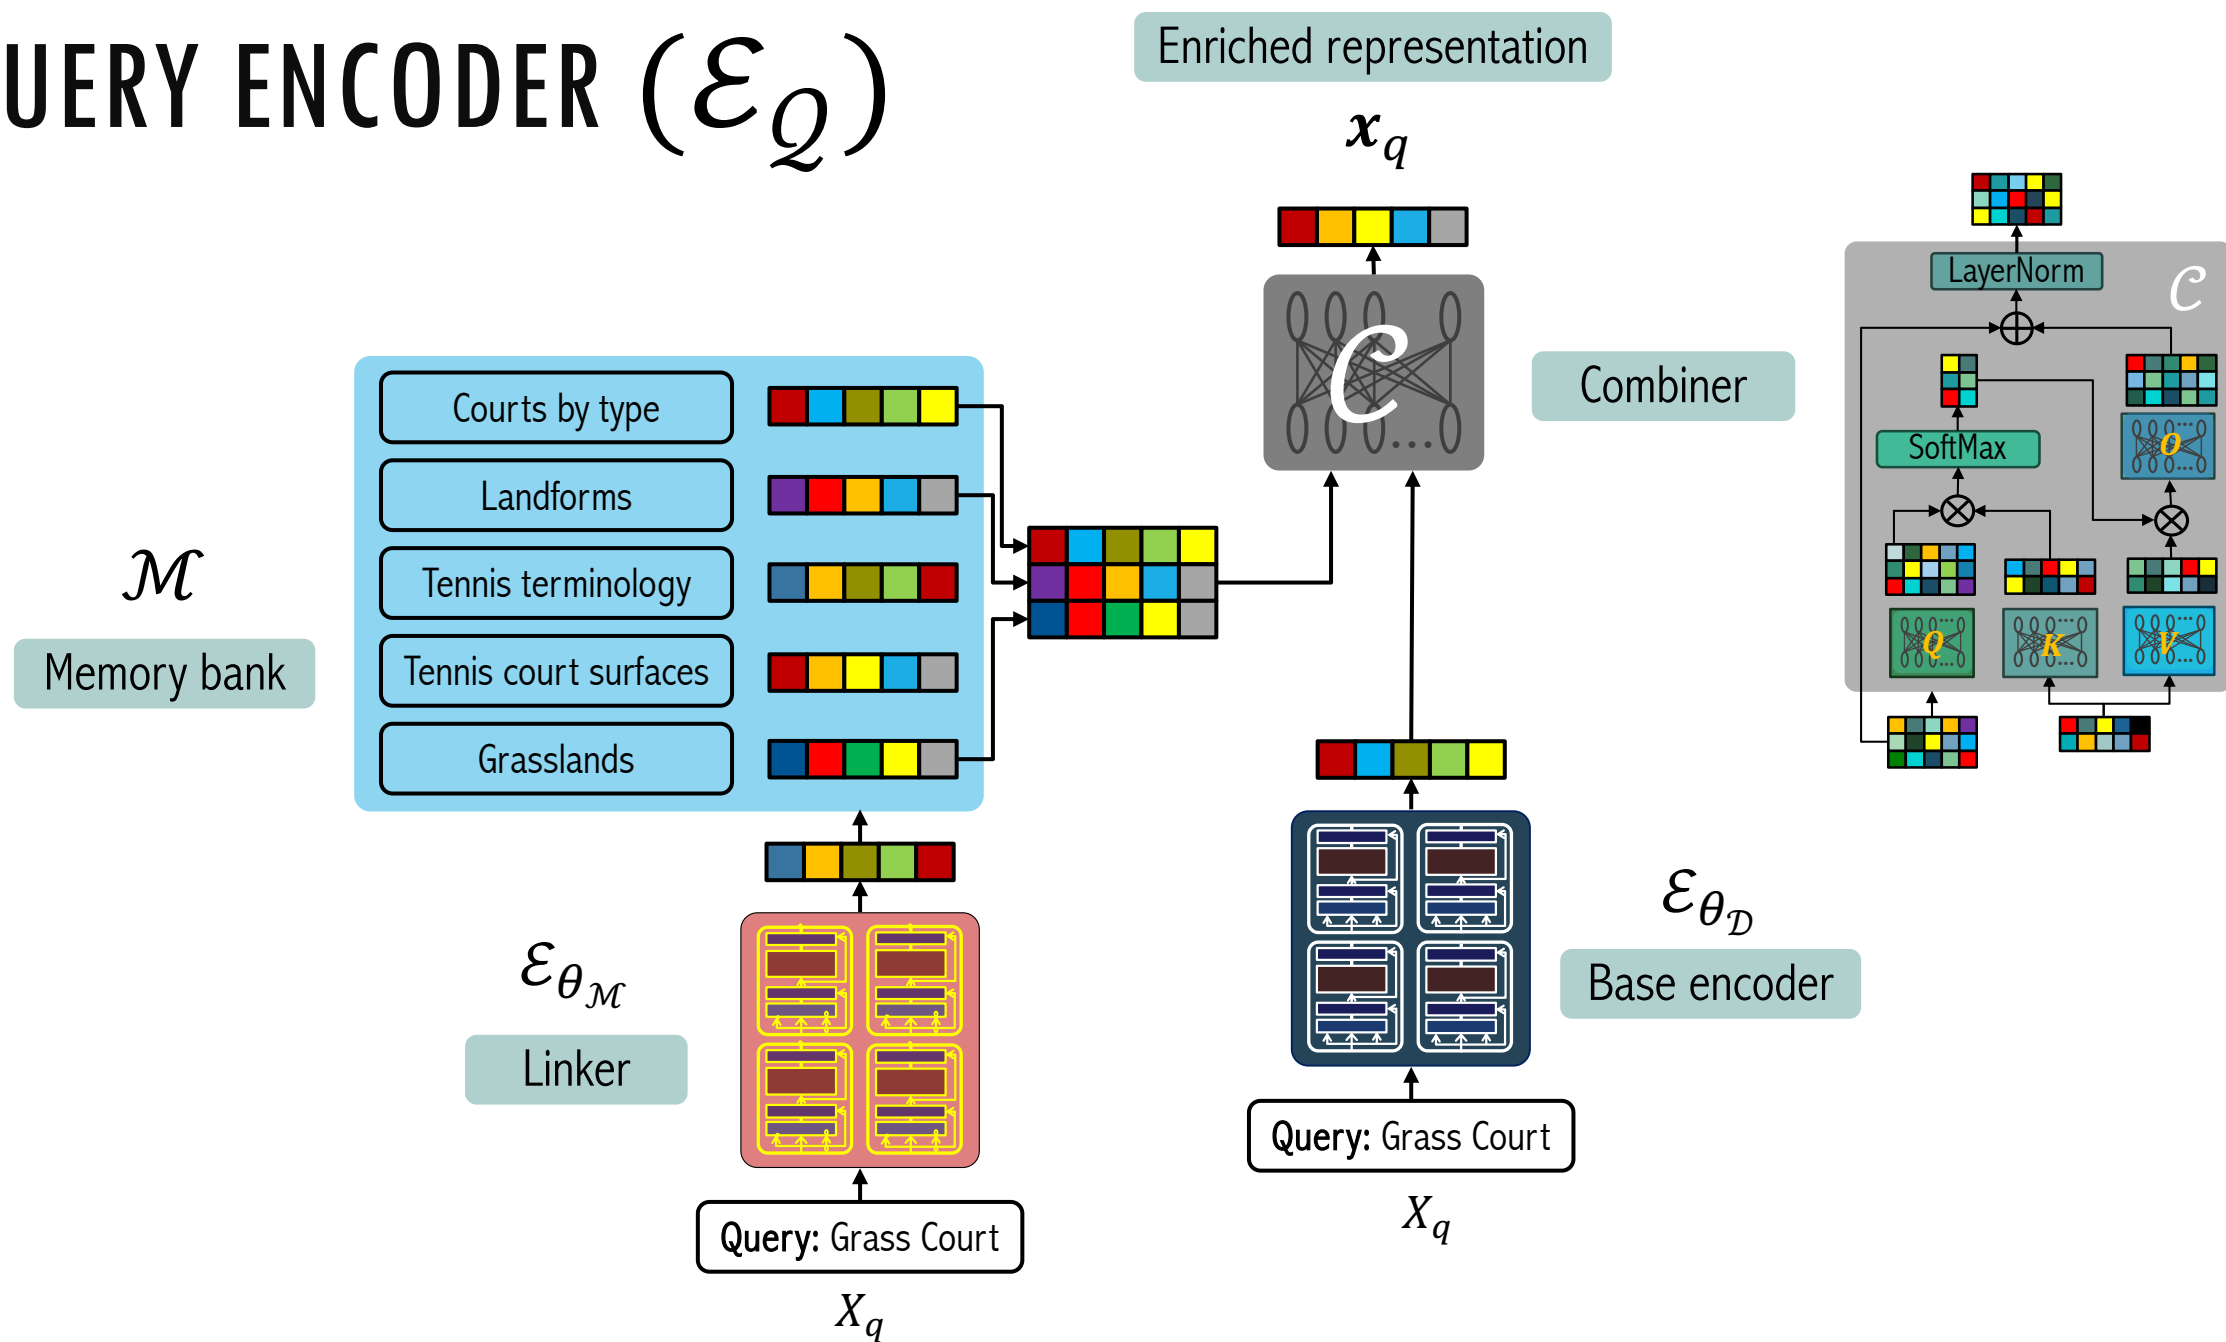 UERY ENCODER (ℰ_Q)
Enriched representation
𝒙_q
LayerNorm
𝒞
𝒞
Combiner
Courts by type
Landforms
Tennis terminology
Tennis court surfaces
Grasslands
ℳ
Memory bank
SoftMax
O
Q
K
V
ℰ_θ_ℳ
Linker
ℰ_θ_𝒟
Base encoder
Query: Grass Court
X_q
Query: Grass Court
X_q